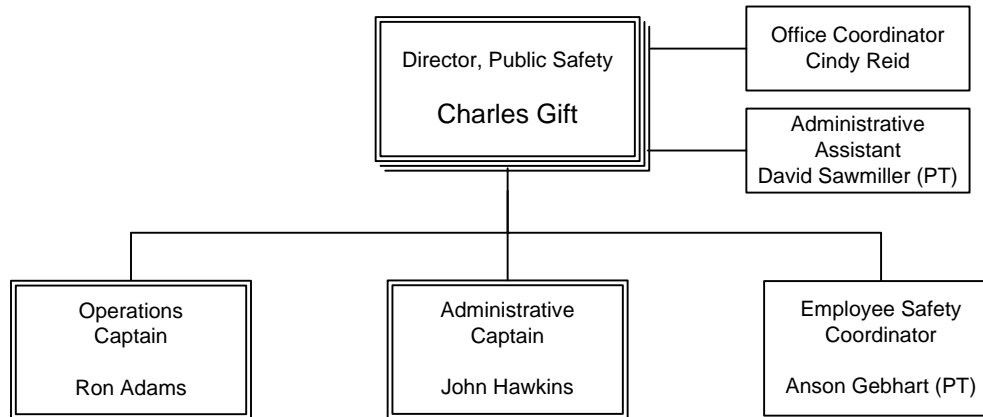 Director, Public Safety
Charles Gift
Office Coordinator
Cindy Reid
Administrative
Assistant
David Sawmiller (PT)
Operations
Captain
Ron Adams
Administrative
Captain
John Hawkins
Employee Safety
Coordinator
Anson Gebhart (PT)